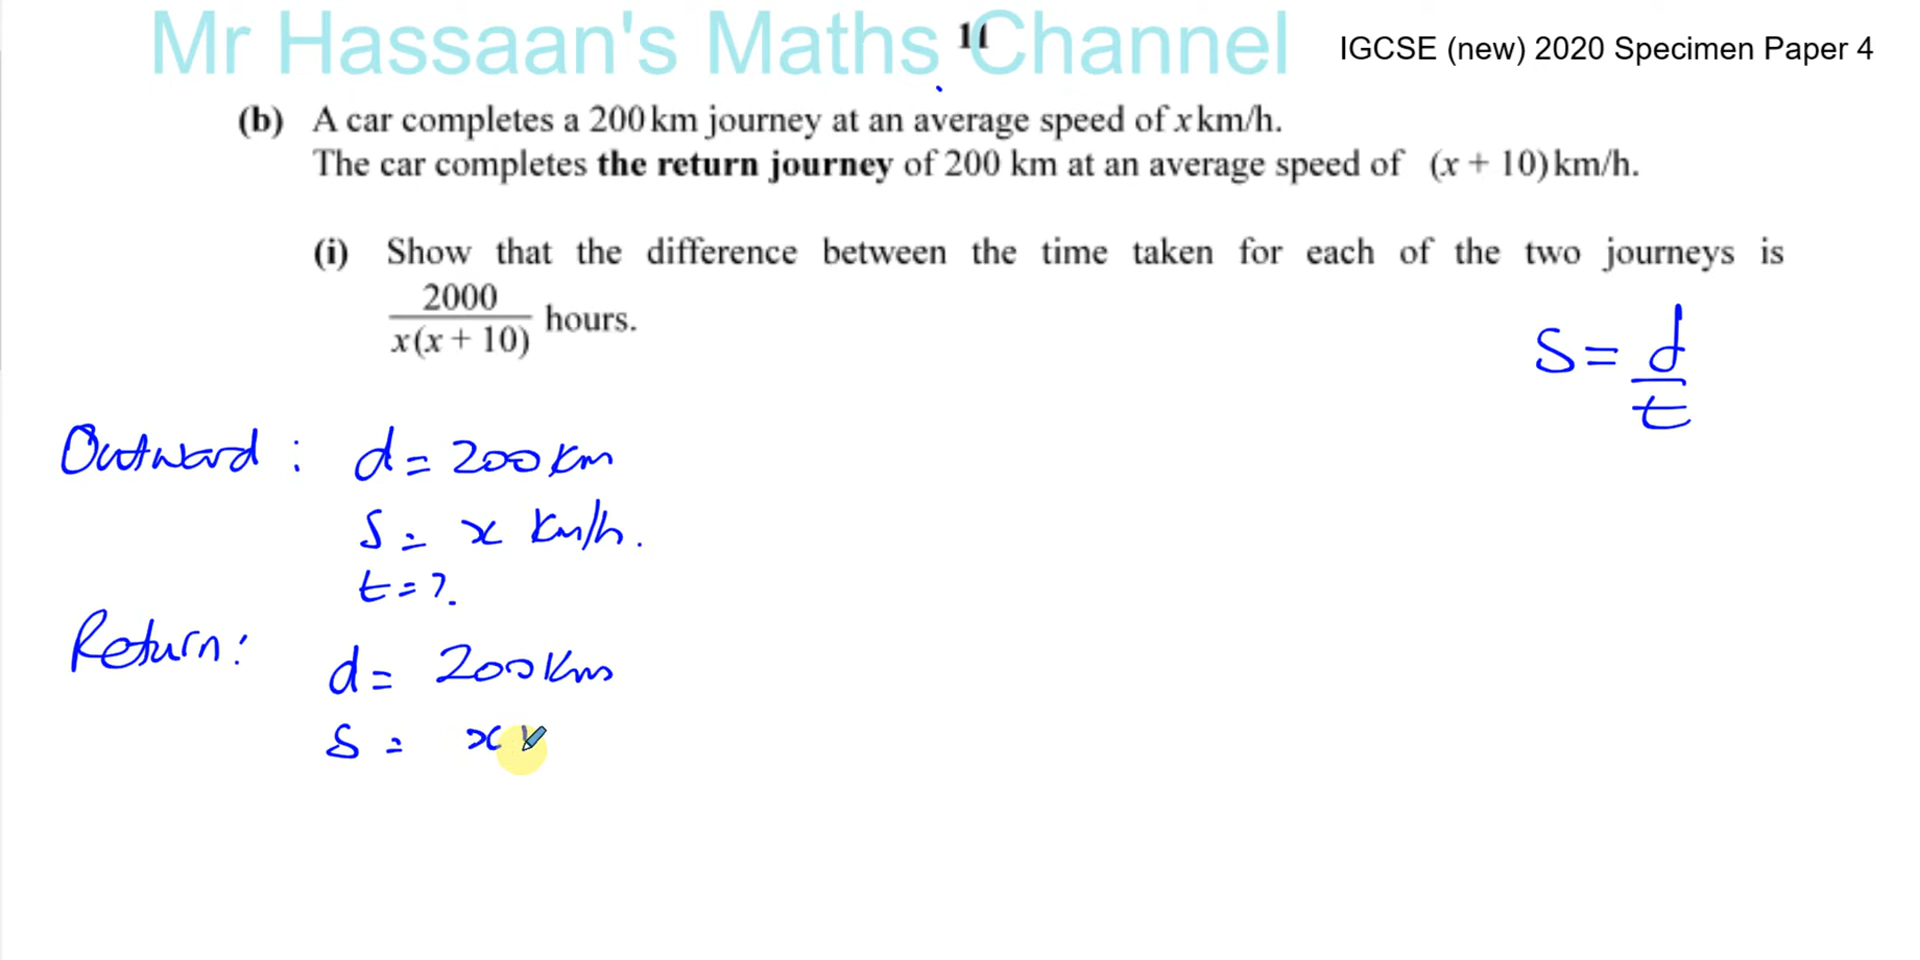 Mr Hassaan's Maths Channel
11
IGCSE (new) 2020 Specimen Paper 4
(b) A car completes a 200 km journey at an average speed of x km/h.
The car completes the return journey of 200 km at an average speed of (x + 10) km/h.
(i) Show that the difference between the time taken for each of the two journeys is
2000
x(x + 10)
hours.
S = d
t
Outward : d = 200 km
S = x Km/h.
t = ?.
Return :
d = 200 Km
S = x